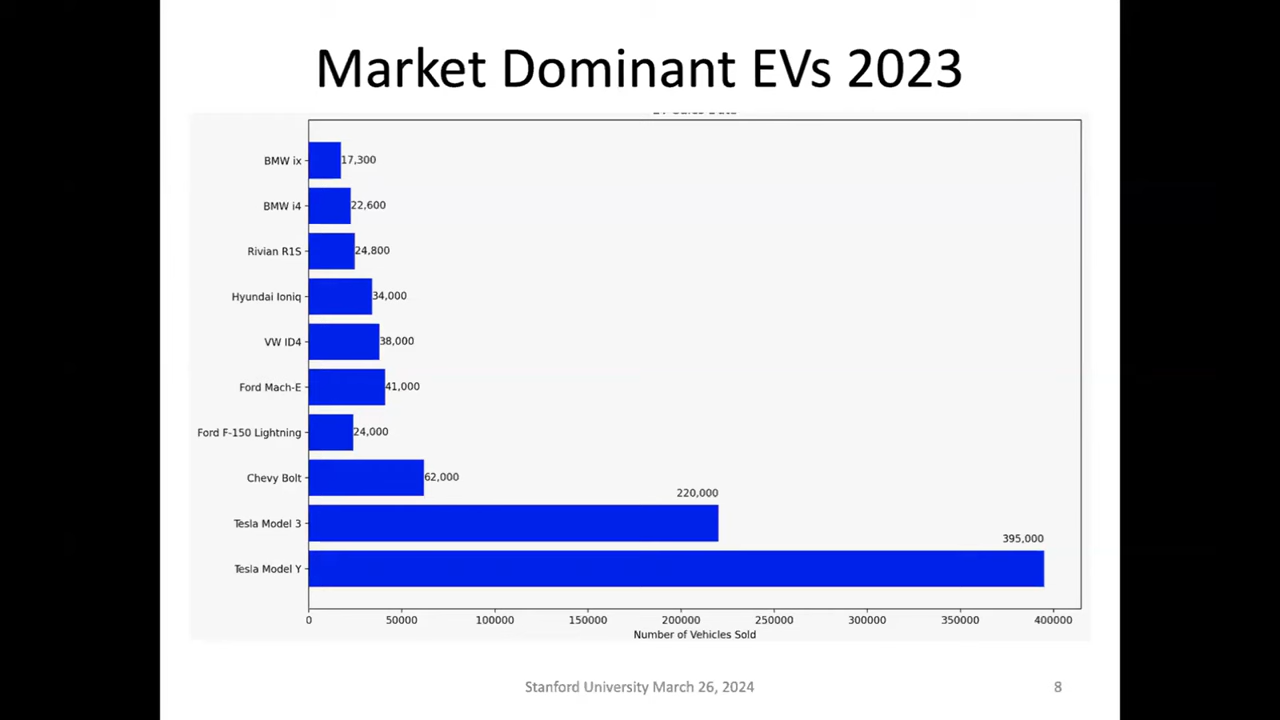 Market Dominant EVs 2023
BMW ix
17,300
BMW i4
22,600
Rivian R1S
24,800
Hyundai Ioniq
34,000
VW ID4
38,000
Ford Mach-E
41,000
Ford F-150 Lightning
24,000
Chevy Bolt
62,000
220,000
Tesla Model 3
395,000
Tesla Model Y
0 50000 100000 150000 200000 250000 300000 350000 400000
Number of Vehicles Sold
Stanford University March 26, 2024
8